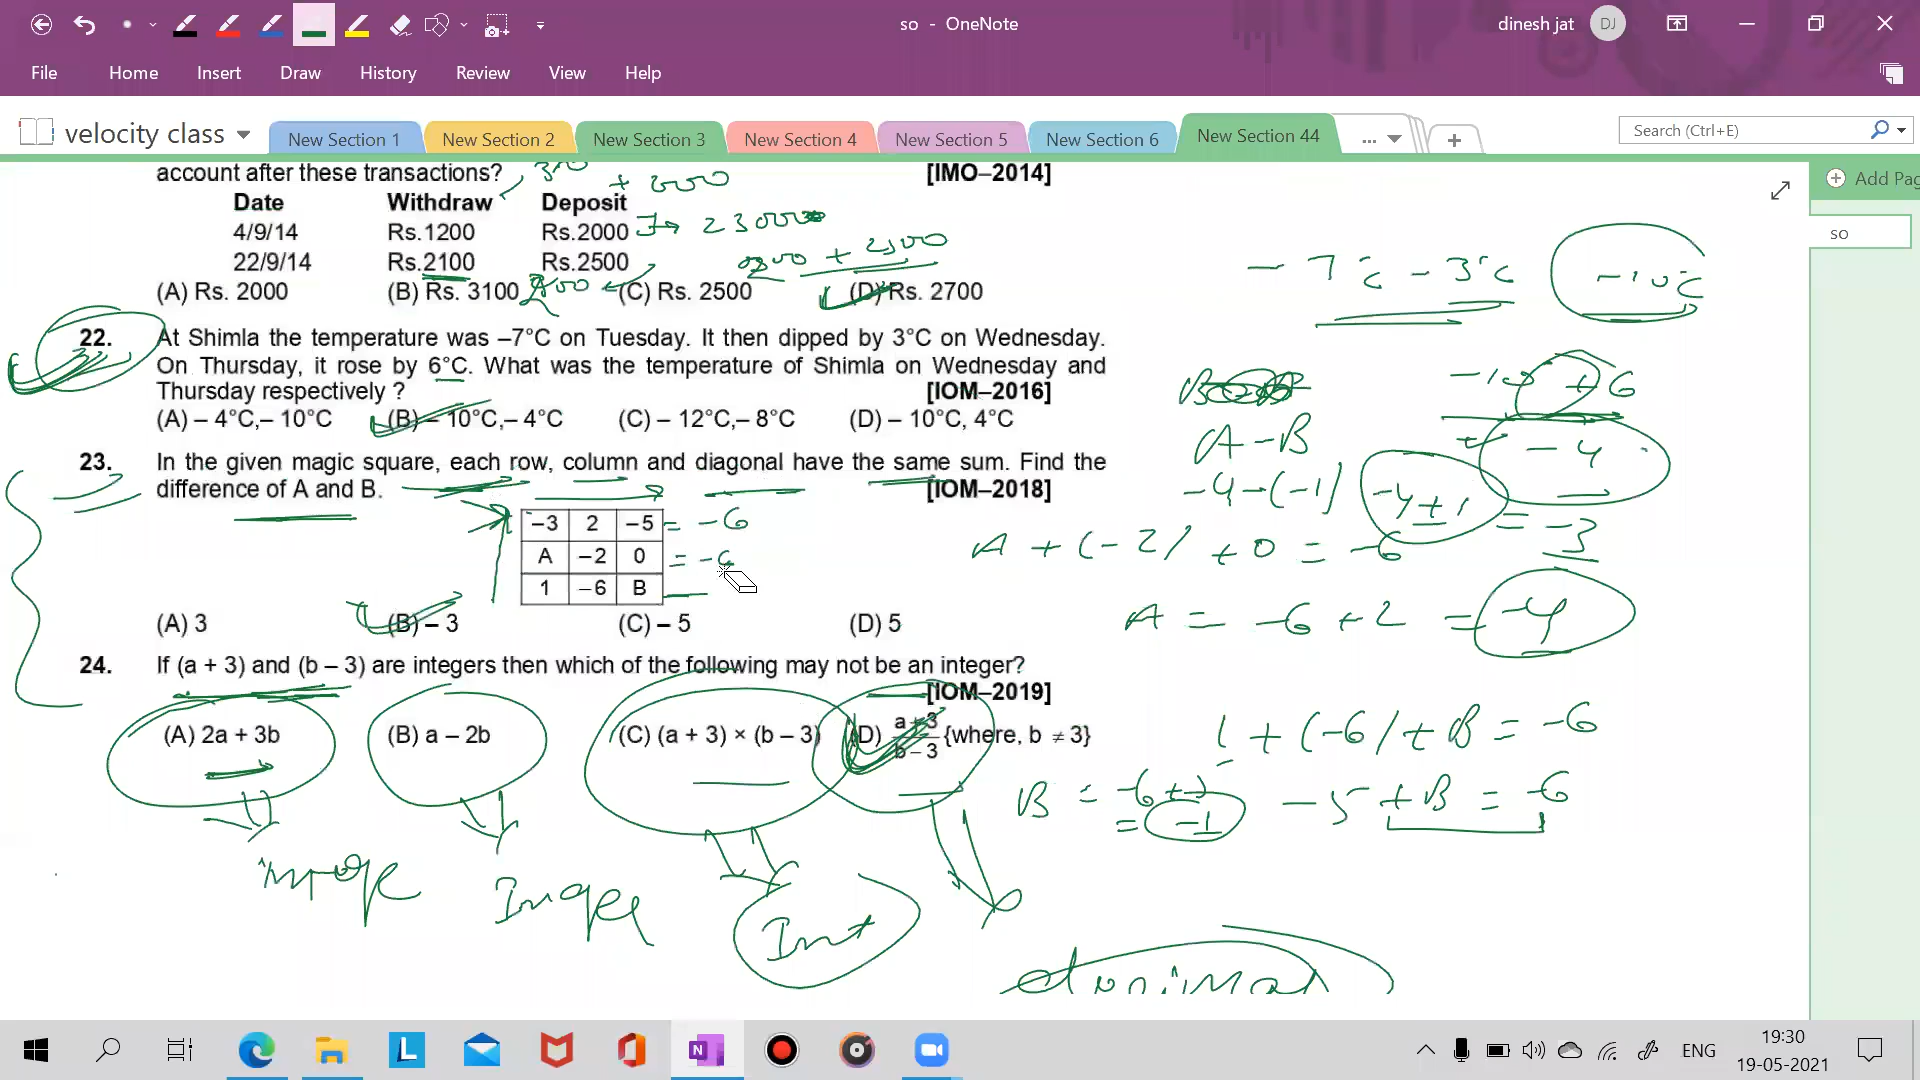 so - OneNote
dinesh jat DJ
File Home Insert Draw History Review View Help
velocity class New Section 1 New Section 2 New Section 3 New Section 4 New Section 5 New Section 6 New Section 44 ... Search (Ctrl+E)
Add Pag
so
account after these transactions? [IMO–2014]
Date Withdraw Deposit
4/9/14 Rs.1200 Rs.2000
22/9/14 Rs.2100 Rs.2500
(A) Rs. 2000 (B) Rs. 3100 (C) Rs. 2500 (D) Rs. 2700
- 7°c - 3°c -10°c
22. At Shimla the temperature was –7°C on Tuesday. It then dipped by 3°C on Wednesday.
On Thursday, it rose by 6°C. What was the temperature of Shimla on Wednesday and
Thursday respectively ? [IOM–2016]
(A) – 4°C,– 10°C (B) – 10°C,– 4°C (C) – 12°C,– 8°C (D) – 10°C, 4°C
-10 + 6
- 4
23. In the given magic square, each row, column and diagonal have the same sum. Find the
difference of A and B. [IOM–2018]
–3 2 –5 = -6
A –2 0 = -6
1 –6 B
(A) 3 (B) – 3 (C) – 5 (D) 5
A - B
-4 - (-1) -4+1 = -3
A + (-2) + 0 = -6
A = -6 + 2 = -4
24. If (a + 3) and (b – 3) are integers then which of the following may not be an integer?
[IOM–2019]
(A) 2a + 3b (B) a – 2b (C) (a + 3) × (b – 3) (D) a + 3 / b – 3 {where, b ≠ 3}
1 + (-6) + B = -6
- 5 + B = -6
B = -6+5
= -1
Int
ENG
19:30
19-05-2021